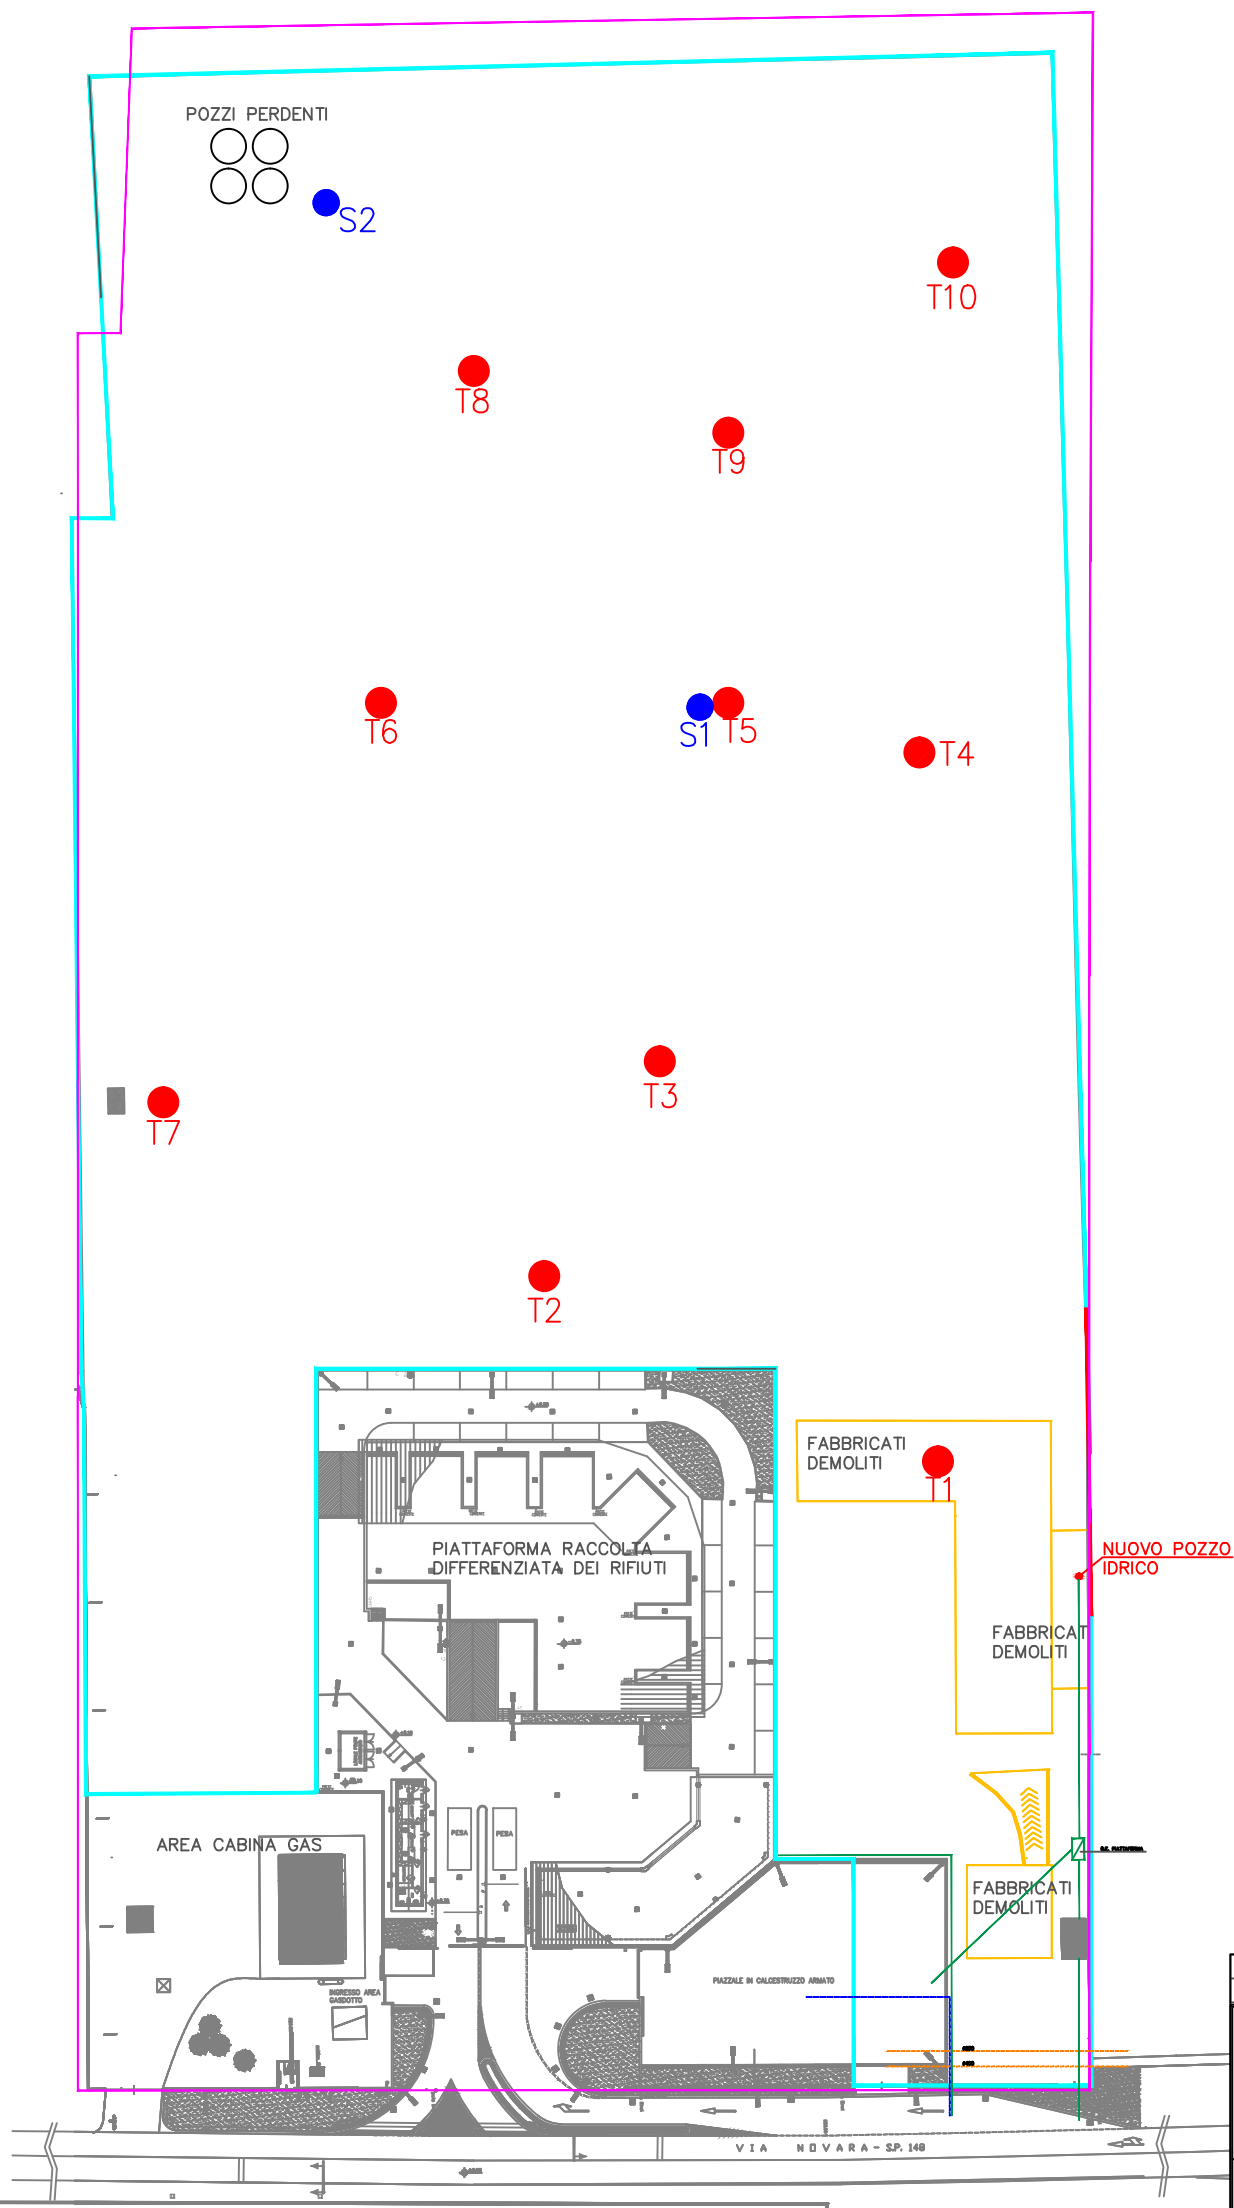 POZZI PERDENTI
S2
T10
T8
T9
T6
S1
T5
T4
T3
T7
T2
FABBRICATI
DEMOLITI
T1
PIATTAFORMA RACCOLTA
DIFFERENZIATA DEI RIFIUTI
NUOVO POZZO
IDRICO
FABBRICAT
DEMOLITI
PESA
PESA
AREA CABINA GAS
FABBRICATI
DEMOLITI
PIAZZALE IN CALCESTRUZZO ARMATO
INGRESSO AREA
GASDOTTO
VIA NOVARA - S.P. 148